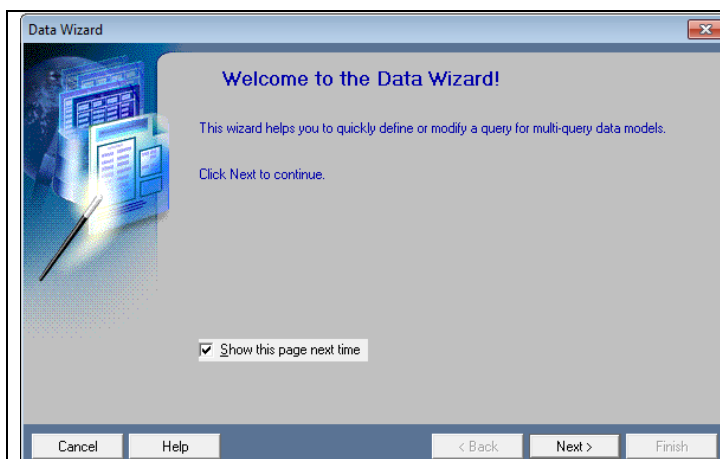 Data Wizard
Welcome to the Data Wizard!
This wizard helps you to quickly define or modify a query for multi-query data models.
Click Next to continue.
Show this page next time
Cancel Help < Back Next > Finish